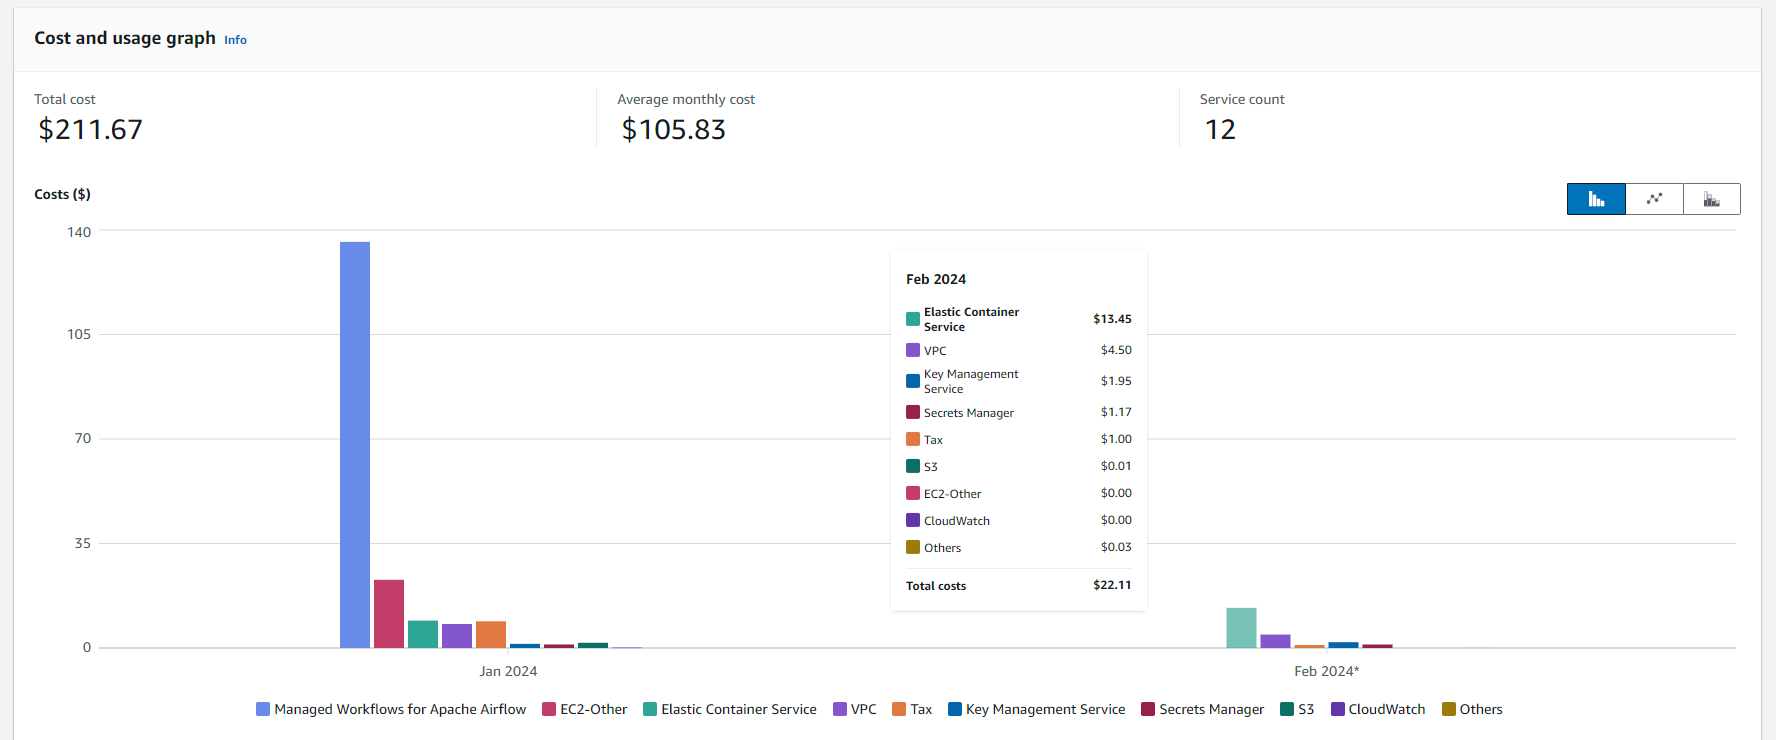 Cost and usage graph Info
Total cost
$211.67
Average monthly cost
$105.83
Service count
12
Costs ($)
140
105
70
35
0
Feb 2024
Elastic Container
Service
$13.45
VPC $4.50
Key Management
Service
$1.95
Secrets Manager $1.17
Tax $1.00
S3 $0.01
EC2-Other $0.00
CloudWatch $0.00
Others $0.03
Total costs $22.11
Jan 2024
Feb 2024*
Managed Workflows for Apache Airflow EC2-Other Elastic Container Service VPC Tax Key Management Service Secrets Manager S3 CloudWatch Others